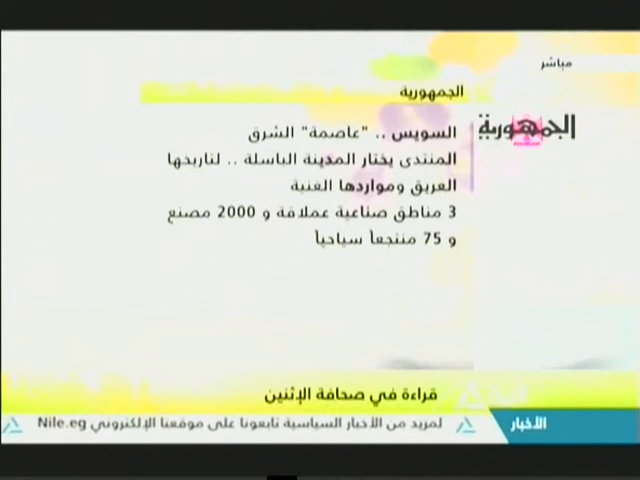 مباشر
الجمهورية
الجمهورية
السويس .. "عاصمة" الشرق
المنتدى يختار المدينة الباسلة .. لتاريخها
العريق ومواردها الغنية
3 مناطق صناعية عملاقة و 2000 مصنع
و 75 منتجعاً سياحياً
قراءة في صحافة الإثنين
الأخبار
لمزيد من الأخبار السياسية تابعونا على موقعنا الإلكتروني Nile.eg